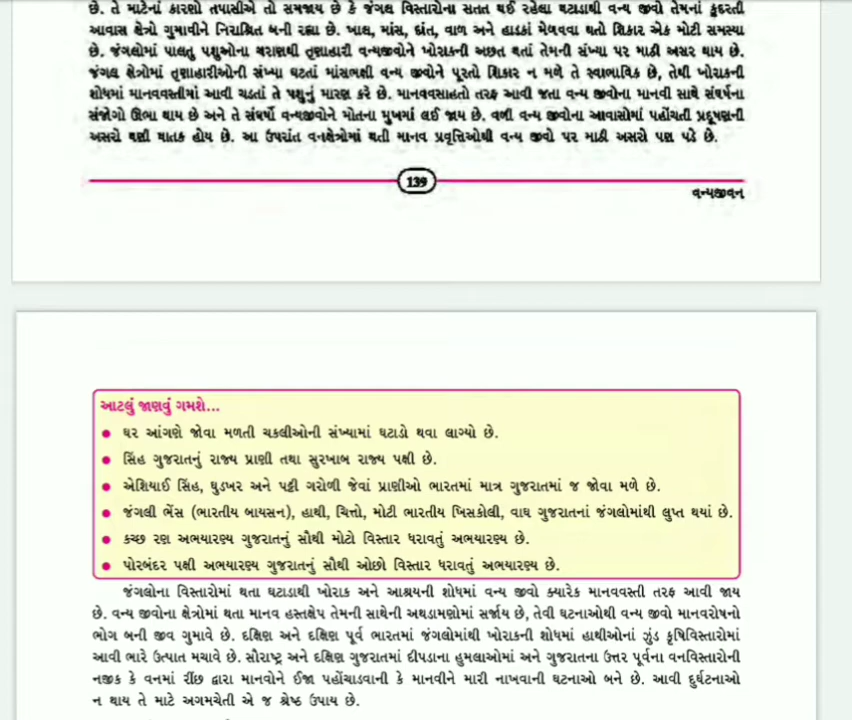 છે. તે માટેનાં કારણો તપાસીએ તો સમજાય છે કે જંગલ વિસ્તારોના સતત થઈ રહેલા ઘટાડાથી વન્ય જીવો તેમનાં કુદરતી
આવાસ ક્ષેત્રો ગુમાવીને નિરાશ્રિત બની રહ્યા છે. ખાલ, માંસ, દાંત, વાળ અને હાડકાં મેળવવા થતો શિકાર એક મોટી સમસ્યા
છે. જંગલોમાં પાલતુ પશુઓના ચરાણથી તૃણાહારી વન્યજીવોને ખોરાકની અછત થતાં તેમની સંખ્યા પર માઠી અસર થાય છે.
જંગલ ક્ષેત્રોમાં તૃણાહારીઓની સંખ્યા ઘટતાં માંસભક્ષી વન્ય જીવોને પૂરતો શિકાર ન મળે તે સ્વાભાવિક છે, તેથી ખોરાકની
શોધમાં માનવવસ્તીમાં આવી ચડતાં તે પશુનું મારણ કરે છે. માનવવસાહતો તરફ આવી જતા વન્ય જીવોના માનવી સાથે સંઘર્ષના
સંજોગો ઊભા થાય છે અને તે સંઘર્ષો વન્યજીવોને મોતના મુખમાં લઈ જાય છે. વળી વન્ય જીવોના આવાસોમાં પહોંચતી પ્રદૂષણની
અસરો ઘણી ઘાતક હોય છે. આ ઉપરાંત વનક્ષેત્રોમાં થતી માનવ પ્રવૃત્તિઓથી વન્ય જીવો પર માઠી અસરો પણ પડે છે.
139
વન્યજીવન
આટલું જાણવું ગમશે...
● ઘર આંગણે જોવા મળતી ચકલીઓની સંખ્યામાં ઘટાડો થવા લાગ્યો છે.
● સિંહ ગુજરાતનું રાજ્ય પ્રાણી તથા સુરખાબ રાજ્ય પક્ષી છે.
● એશિયાઈ સિંહ, ઘુડખર અને પટ્ટી ગરોળી જેવાં પ્રાણીઓ ભારતમાં માત્ર ગુજરાતમાં જ જોવા મળે છે.
● જંગલી ભેંસ (ભારતીય બાયસન), હાથી, ચિત્તો, મોટી ભારતીય ખિસકોલી, વાઘ ગુજરાતનાં જંગલોમાંથી લુપ્ત થયાં છે.
● કચ્છ રણ અભયારણ્ય ગુજરાતનું સૌથી મોટો વિસ્તાર ધરાવતું અભયારણ્ય છે.
● પોરબંદર પક્ષી અભયારણ્ય ગુજરાતનું સૌથી ઓછો વિસ્તાર ધરાવતું અભયારણ્ય છે.
જંગલોના વિસ્તારોમાં થતા ઘટાડાથી ખોરાક અને આશ્રયની શોધમાં વન્ય જીવો ક્યારેક માનવવસ્તી તરફ આવી જાય
છે. વન્ય જીવોના ક્ષેત્રોમાં થતા માનવ હસ્તક્ષેપ તેમની સાથેની અથડામણોમાં સર્જાય છે, તેવી ઘટનાઓથી વન્ય જીવો માનવરોષનો
ભોગ બની જીવ ગુમાવે છે. દક્ષિણ અને દક્ષિણ પૂર્વ ભારતમાં જંગલોમાંથી ખોરાકની શોધમાં હાથીઓનાં ઝુંડ કૃષિવિસ્તારોમાં
આવી ભારે ઉત્પાત મચાવે છે. સૌરાષ્ટ્ર અને દક્ષિણ ગુજરાતમાં દીપડાના હુમલાઓમાં અને ગુજરાતના ઉત્તર પૂર્વના વનવિસ્તારોની
નજીક કે વનમાં રીંછ દ્વારા માનવોને ઈજા પહોંચાડવાની કે માનવીને મારી નાખવાની ઘટનાઓ બને છે. આવી દુર્ઘટનાઓ
ન થાય તે માટે અગમચેતી એ જ શ્રેષ્ઠ ઉપાય છે.